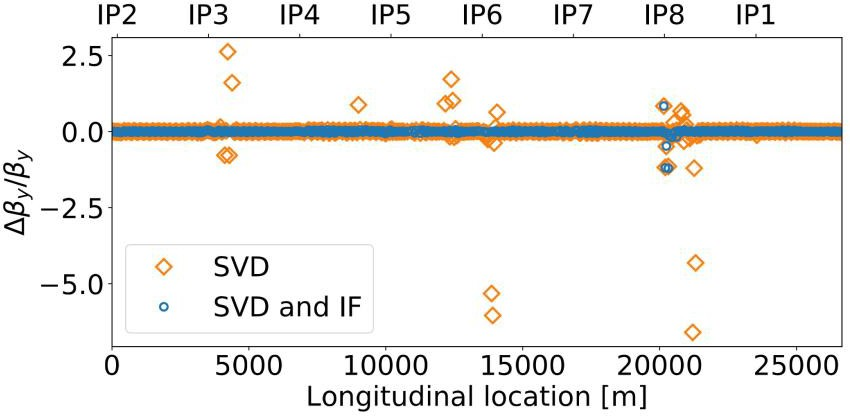 IP2 IP3 IP4 IP5 IP6 IP7 IP8 IP1
2.5
0.0
−2.5
−5.0
Δβy/βy
SVD
SVD and IF
0 5000 10000 15000 20000 25000
Longitudinal location [m]